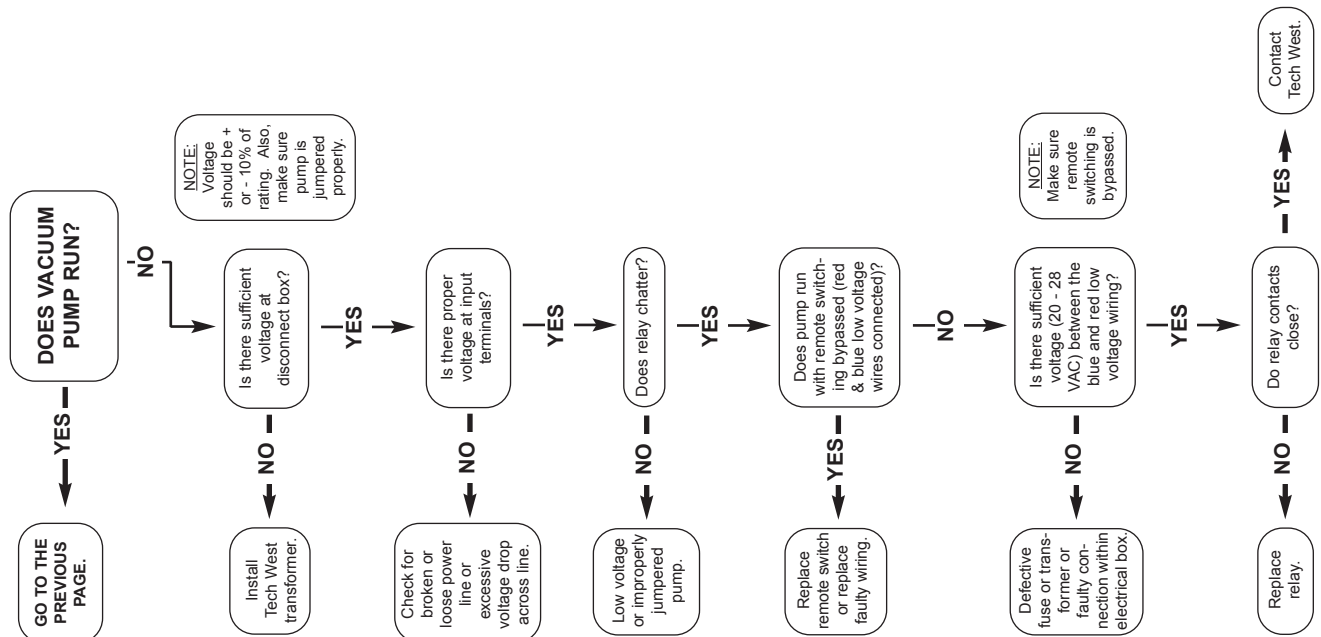 DOES VACUUM
PUMP RUN?
YES
GO TO THE
PREVIOUS
PAGE.
NO
NOTE:
Voltage
should be +
or - 10% of
rating. Also,
make sure
pump is
jumpered
properly.
Is there sufficient
voltage at
disconnect box?
NO
Install
Tech West
transformer.
YES
Is there proper
voltage at input
terminals?
NO
Check for
broken or
loose power
line or
excessive
voltage drop
across line.
YES
Does relay chatter?
NO
Low voltage
or improperly
jumpered
pump.
YES
Does pump run
with remote switch-
ing bypassed (red
& blue low voltage
wires connected)?
YES
Replace
remote switch
or replace
faulty wiring.
NO
NOTE:
Make sure
remote
switching is
bypassed.
Is there sufficient
voltage (20 - 28
VAC) between the
blue and red low
voltage wiring?
NO
Defective
fuse or trans-
former or
faulty con-
nection within
electrical box.
YES
Do relay contacts
close?
NO
Replace
relay.
YES
Contact
Tech West.